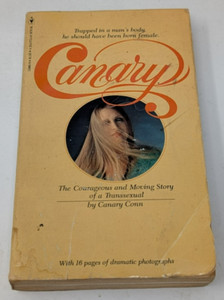 Trapped in a man's body,
he should have been born female.
Canary
The Courageous and Moving Story
of a Transsexual
by Canary Conn
With 16 pages of dramatic photographs